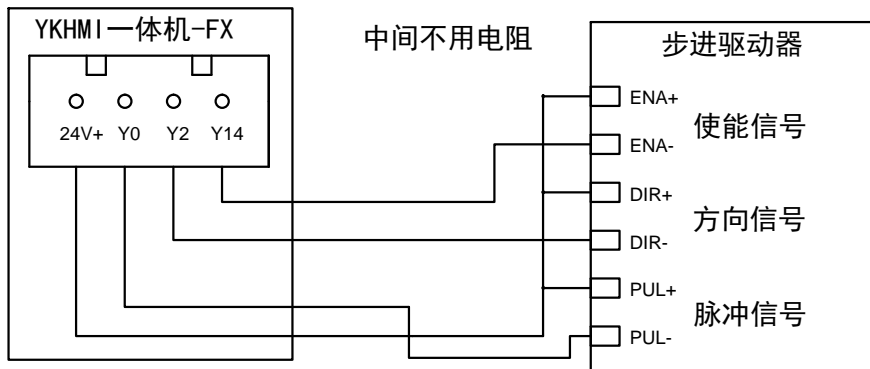 YKHMI一体机-FX
24V+ Y0 Y2 Y14
中间不用电阻
步进驱动器
ENA+
使能信号
ENA-
DIR+
方向信号
DIR-
PUL+
脉冲信号
PUL-